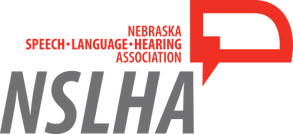 NEBRASKA
SPEECH•LANGUAGE•HEARING
ASSOCIATION
NSLHA